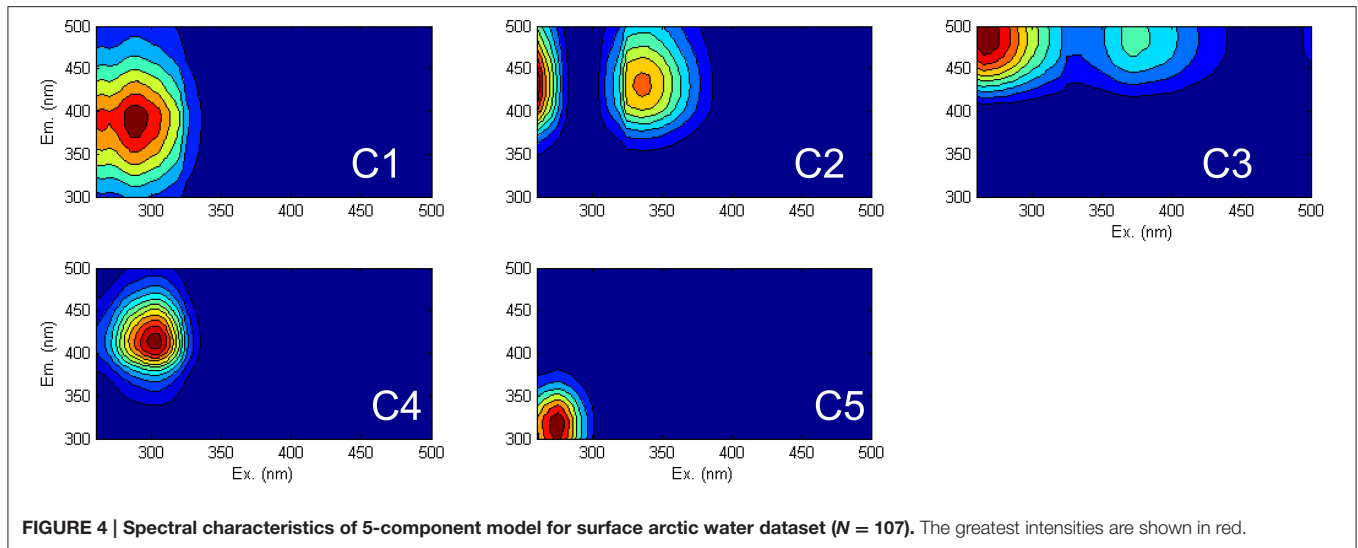 500
450
400
350
300
Em. (nm)
300 350 400 450 500
C1
500
450
400
350
300
300 350 400 450 500
C2
500
450
400
350
300
300 350 400 450 500
Ex. (nm)
C3
500
450
400
350
300
Em. (nm)
300 350 400 450 500
Ex. (nm)
C4
500
450
400
350
300
300 350 400 450 500
Ex. (nm)
C5
FIGURE 4 | Spectral characteristics of 5-component model for surface arctic water dataset (N = 107). The greatest intensities are shown in red.